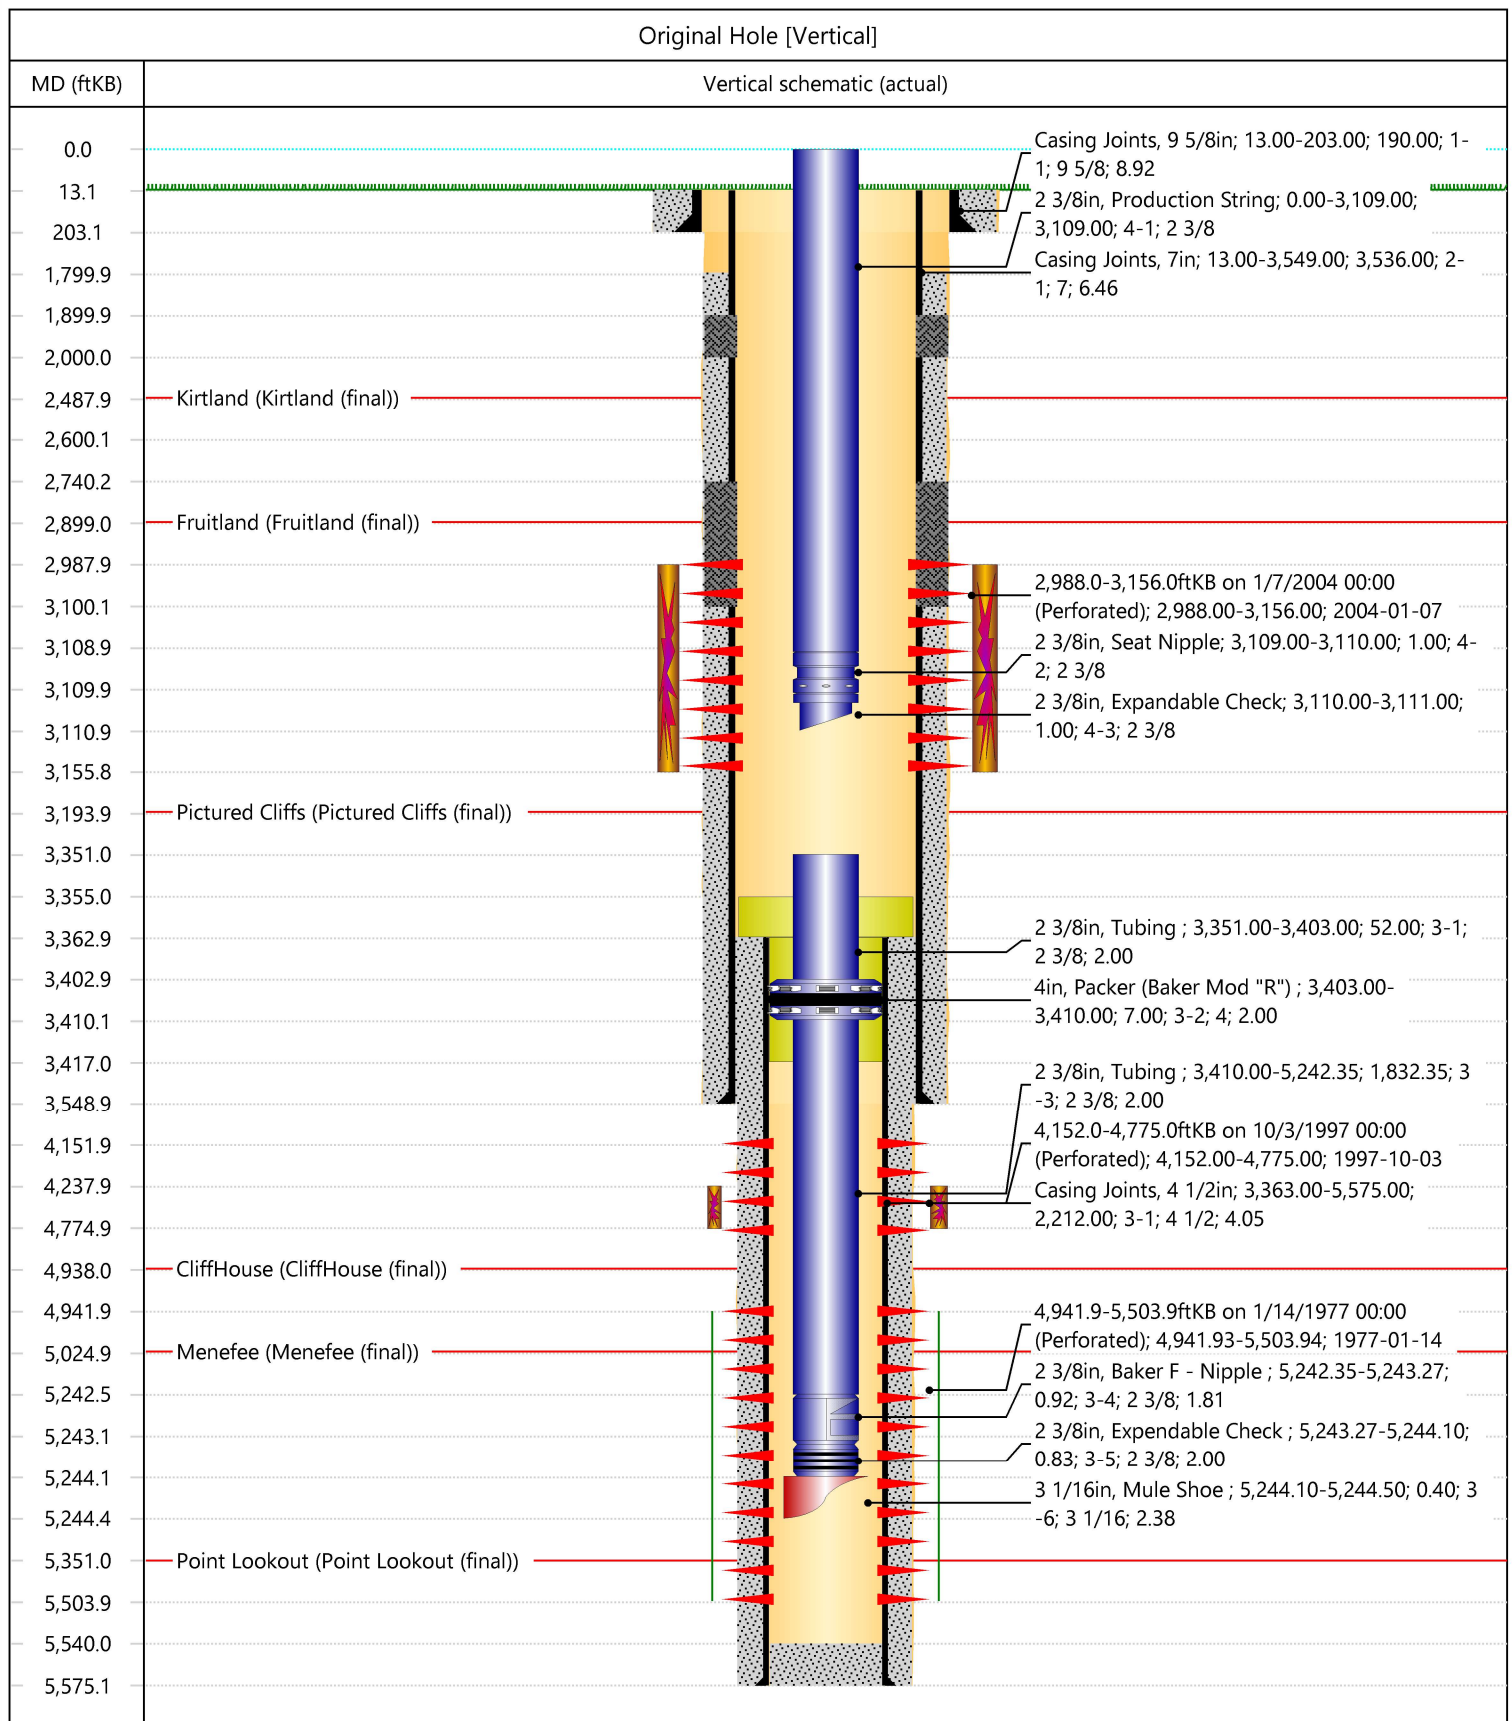 Original Hole [Vertical]
MD (ftKB)
Vertical schematic (actual)
0.0
13.1
203.1
1,799.9
1,899.9
2,000.0
2,487.9
2,600.1
2,740.2
2,899.0
2,987.9
3,100.1
3,108.9
3,109.9
3,110.9
3,155.8
3,193.9
3,351.0
3,355.0
3,362.9
3,402.9
3,410.1
3,417.0
3,548.9
4,151.9
4,237.9
4,774.9
4,938.0
4,941.9
5,024.9
5,242.5
5,243.1
5,244.1
5,244.4
5,351.0
5,503.9
5,540.0
5,575.1
Kirtland (Kirtland (final))
Fruitland (Fruitland (final))
Pictured Cliffs (Pictured Cliffs (final))
CliffHouse (CliffHouse (final))
Menefee (Menefee (final))
Point Lookout (Point Lookout (final))
Casing Joints, 9 5/8in; 13.00-203.00; 190.00; 1-
1; 9 5/8; 8.92
2 3/8in, Production String; 0.00-3,109.00;
3,109.00; 4-1; 2 3/8
Casing Joints, 7in; 13.00-3,549.00; 3,536.00; 2-
1; 7; 6.46
2,988.0-3,156.0ftKB on 1/7/2004 00:00
(Perforated); 2,988.00-3,156.00; 2004-01-07
2 3/8in, Seat Nipple; 3,109.00-3,110.00; 1.00; 4-
2; 2 3/8
2 3/8in, Expandable Check; 3,110.00-3,111.00;
1.00; 4-3; 2 3/8
2 3/8in, Tubing ; 3,351.00-3,403.00; 52.00; 3-1;
2 3/8; 2.00
4in, Packer (Baker Mod "R") ; 3,403.00-
3,410.00; 7.00; 3-2; 4; 2.00
2 3/8in, Tubing ; 3,410.00-5,242.35; 1,832.35; 3
-3; 2 3/8; 2.00
4,152.0-4,775.0ftKB on 10/3/1997 00:00
(Perforated); 4,152.00-4,775.00; 1997-10-03
Casing Joints, 4 1/2in; 3,363.00-5,575.00;
2,212.00; 3-1; 4 1/2; 4.05
4,941.9-5,503.9ftKB on 1/14/1977 00:00
(Perforated); 4,941.93-5,503.94; 1977-01-14
2 3/8in, Baker F - Nipple ; 5,242.35-5,243.27;
0.92; 3-4; 2 3/8; 1.81
2 3/8in, Expendable Check ; 5,243.27-5,244.10;
0.83; 3-5; 2 3/8; 2.00
3 1/16in, Mule Shoe ; 5,244.10-5,244.50; 0.40; 3
-6; 3 1/16; 2.38